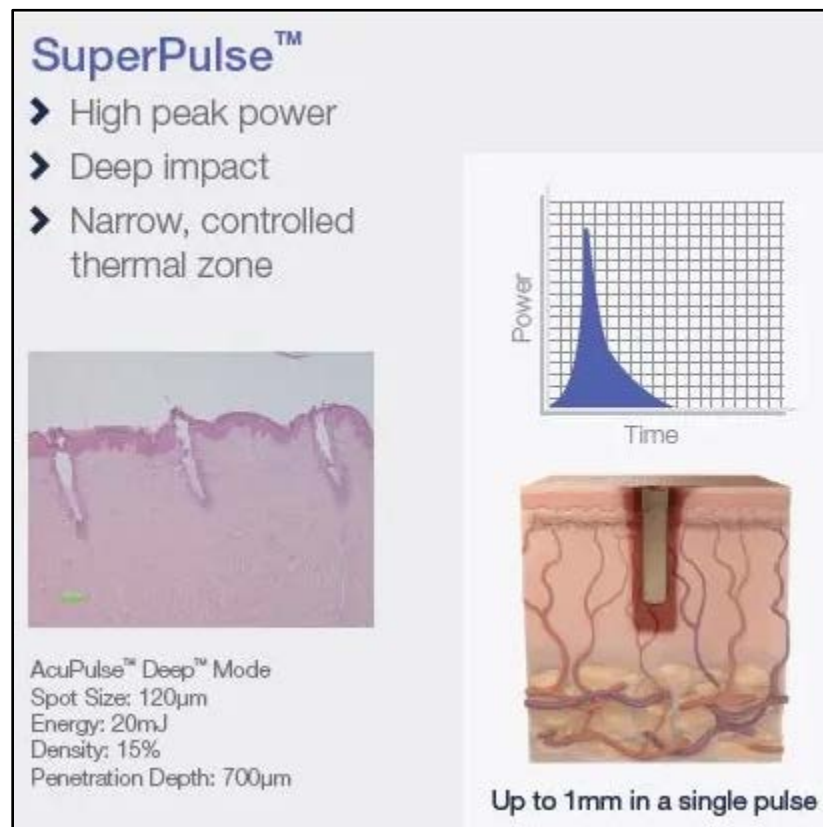 SuperPulse™
High peak power
Deep impact
Narrow, controlled
thermal zone
Power
Time
AcuPulse™ Deep™ Mode
Spot Size: 120µm
Energy: 20mJ
Density: 15%
Penetration Depth: 700µm
Up to 1mm in a single pulse